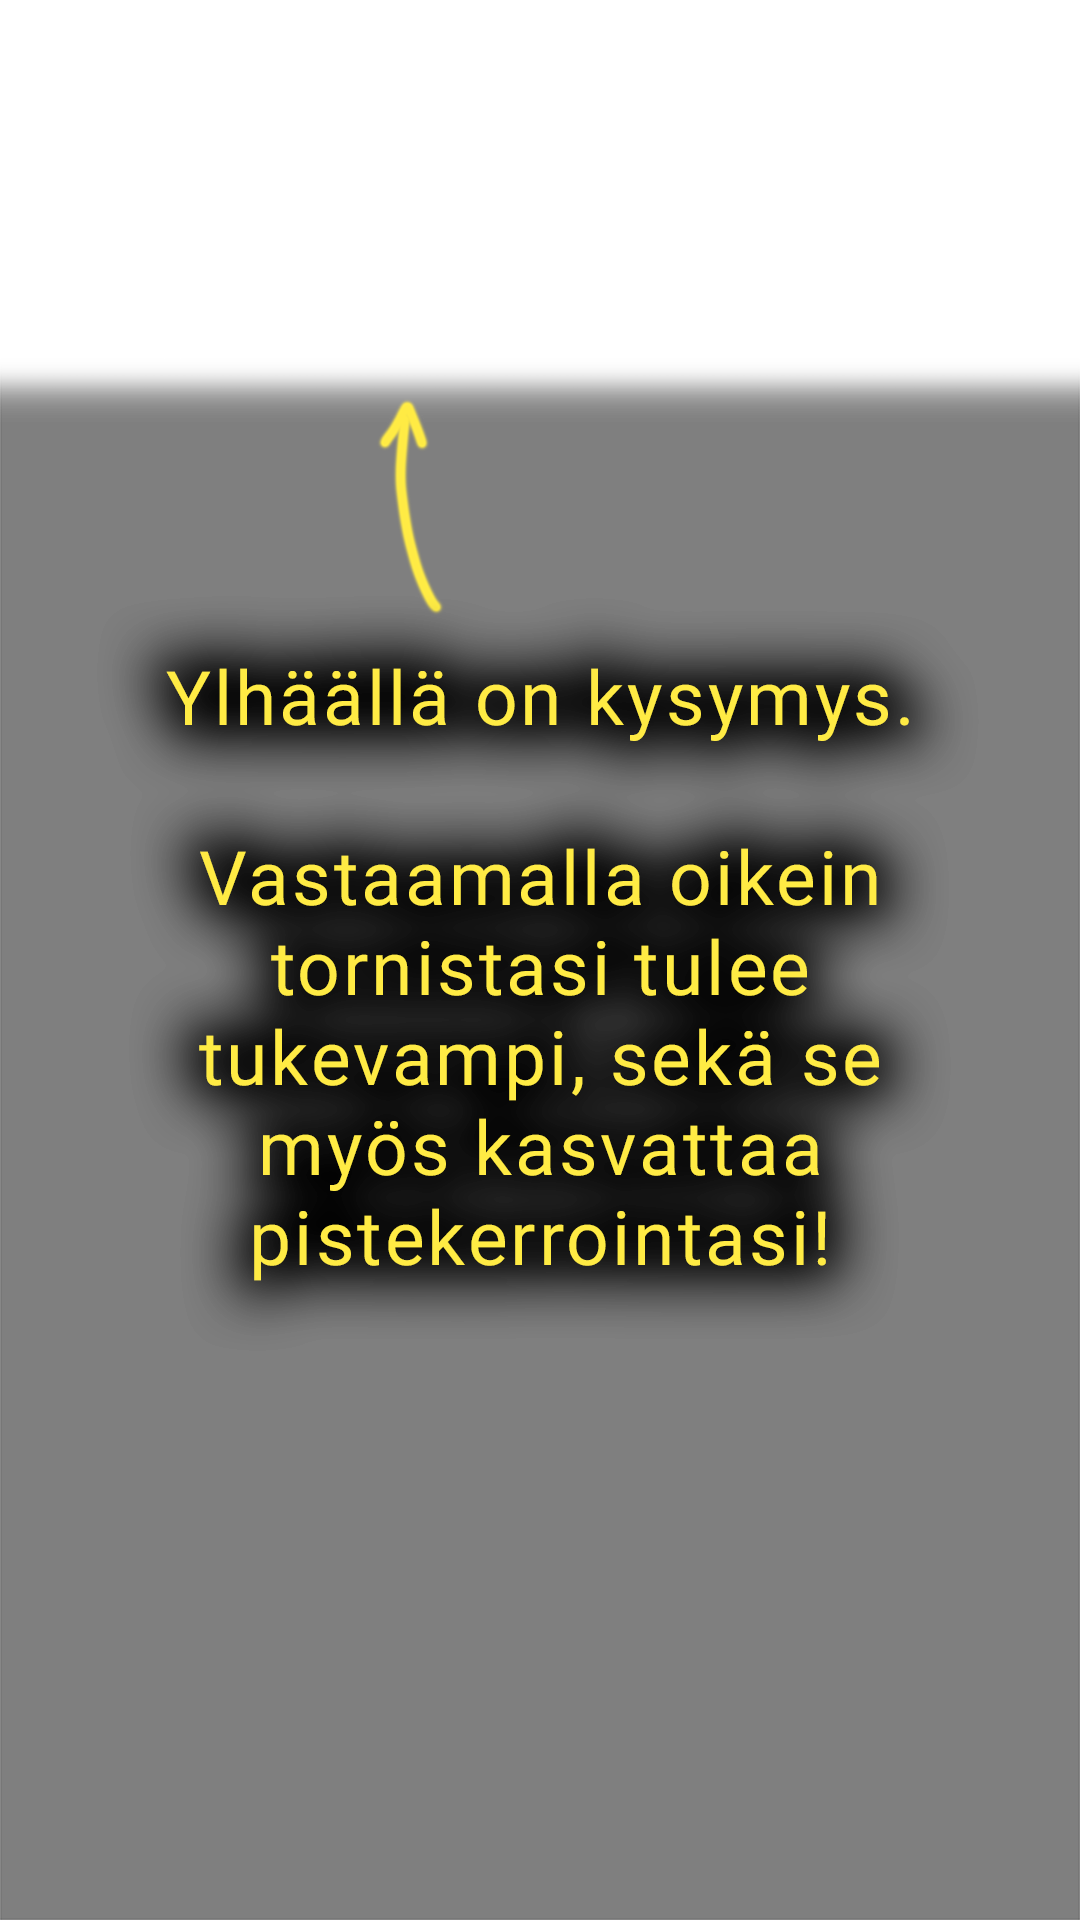 Ylhäällä on kysymys.
Vastaamalla oikein
tornistasi tulee
tukevampi, sekä se
myös kasvattaa
pistekerrointasi!